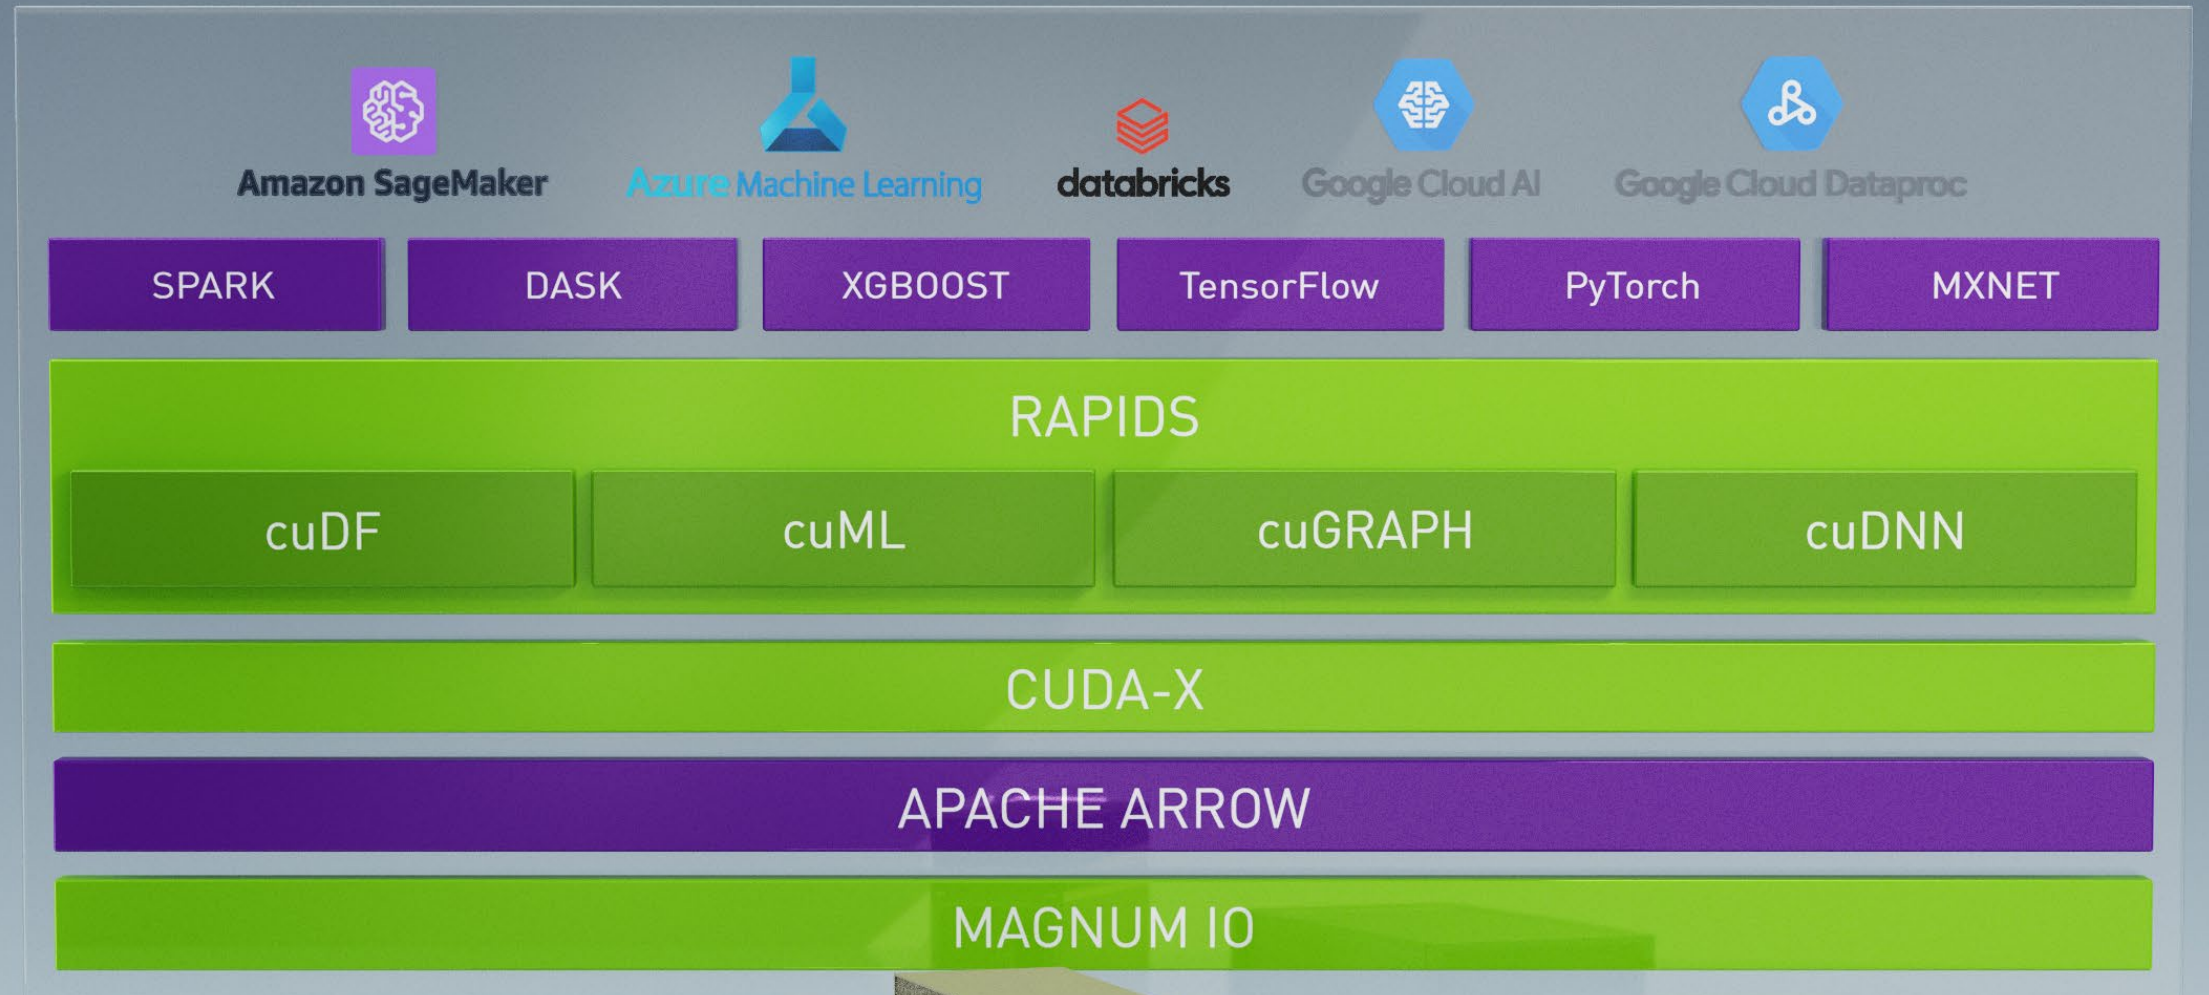 Amazon SageMaker
Azure Machine Learning
databricks
Google Cloud AI
Google Cloud Dataproc
SPARK
DASK
XGBOOST
TensorFlow
PyTorch
MXNET
RAPIDS
cuDF
cuML
cuGRAPH
cuDNN
CUDA-X
APACHE ARROW
MAGNUM IO